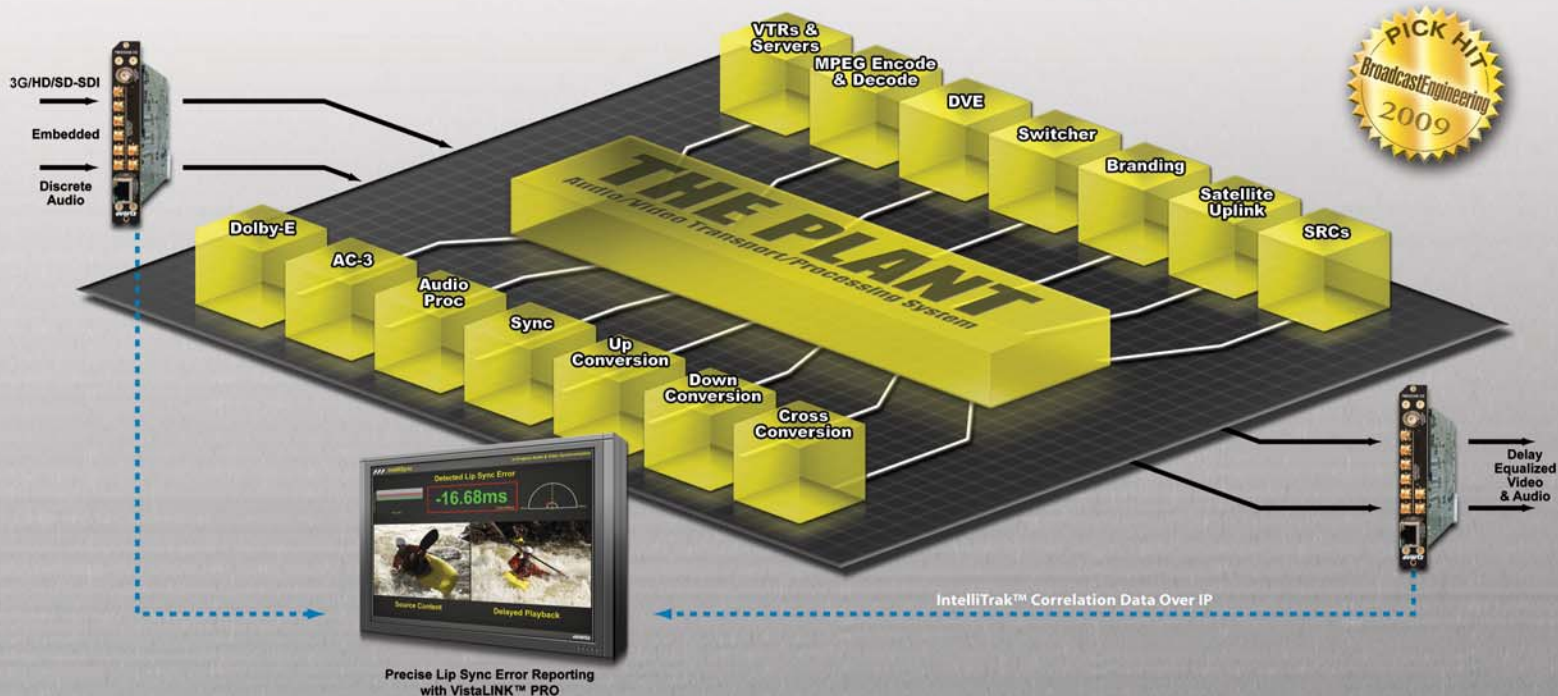 VTRs &
Servers
MPEG Encode
& Decode
DVE
Switcher
Branding
Satellite
Uplink
SRCs
PICK HIT
BroadcastEngineering
2009
3G/HD/SD-SDI
Embedded
Discrete
Audio
THE PLANT
Audio/Video Transport/Processing System
Dolby-E
AC-3
Audio
Proc
Sync
Up
Conversion
Down
Conversion
Cross
Conversion
Detected Lip Sync Error
-16.68ms
Source Content
Delayed Playback
evertz
evertz
evertz
Delay
Equalized
Video
& Audio
IntelliTrak™ Correlation Data Over IP
Precise Lip Sync Error Reporting
with VistaLINK™ PRO